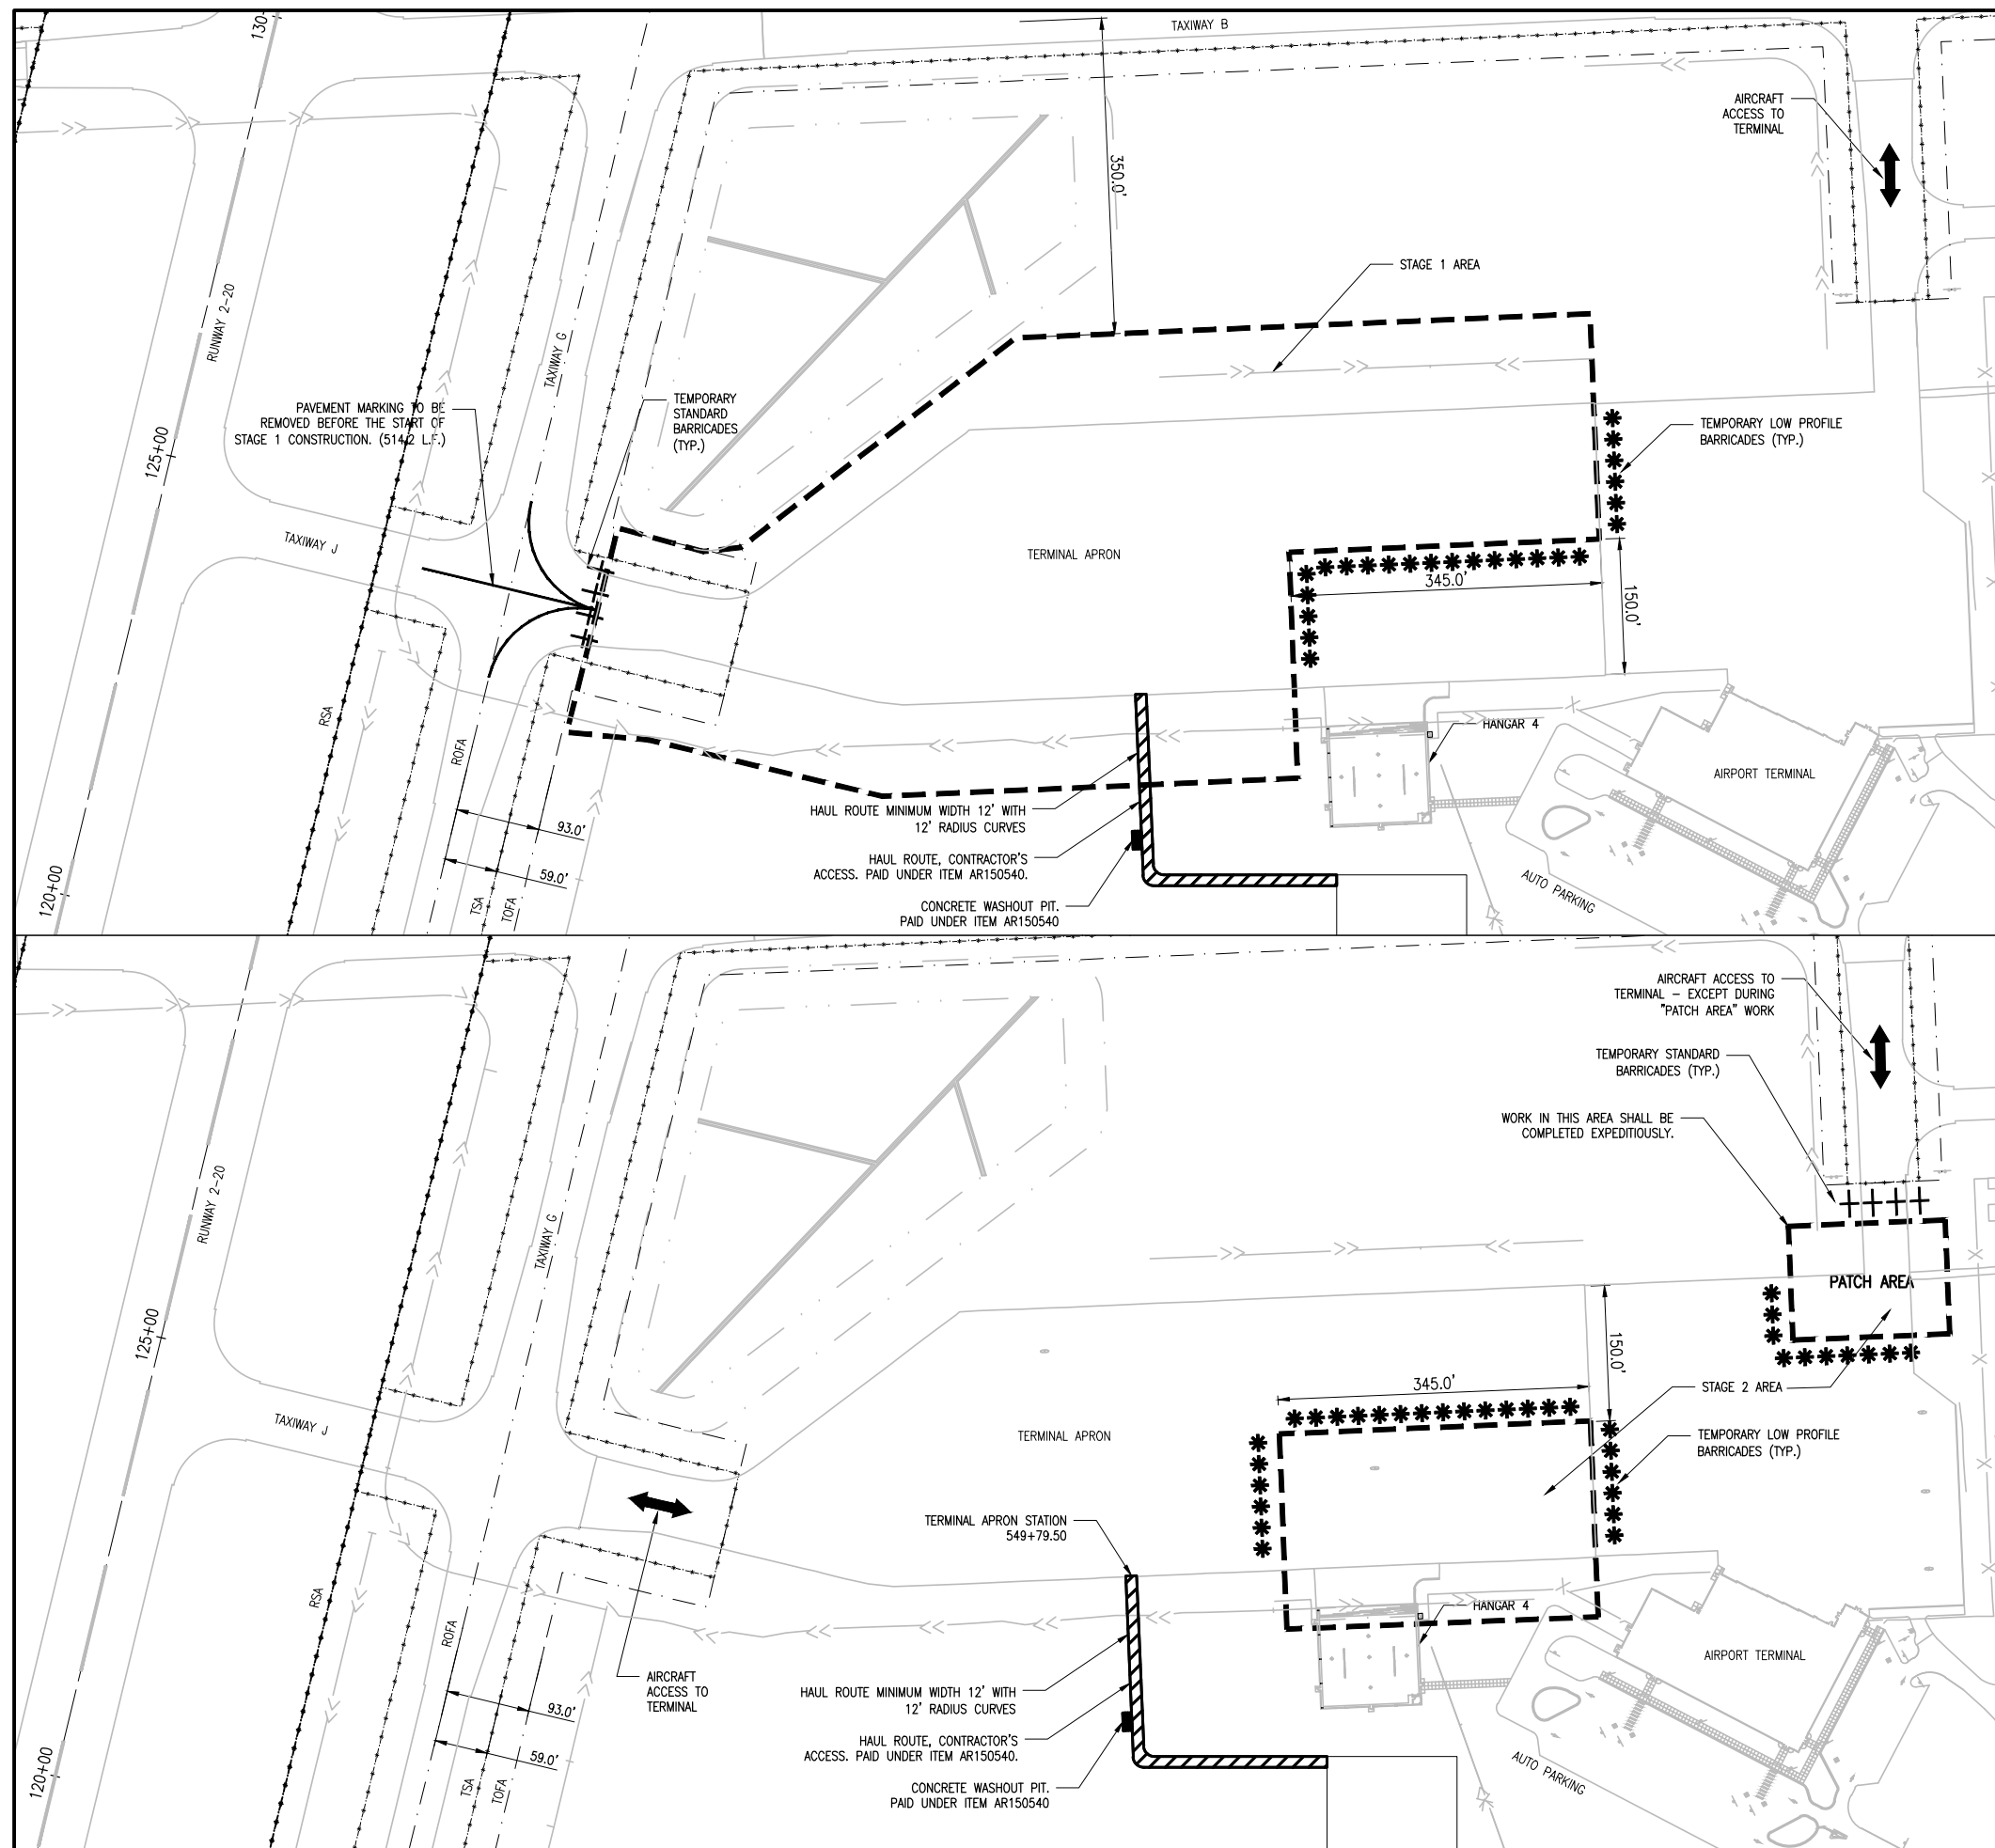 130+
TAXIWAY B
AIRCRAFT
ACCESS TO
TERMINAL
350.0'
STAGE 1 AREA
RUNWAY 2-20
TAXIWAY G
PAVEMENT MARKING TO BE
REMOVED BEFORE THE START OF
STAGE 1 CONSTRUCTION. (514.2 L.F.)
TEMPORARY
STANDARD
BARRICADES
(TYP.)
TEMPORARY LOW PROFILE
BARRICADES (TYP.)
125+00
TAXIWAY J
TERMINAL APRON
345.0'
150.0'
RSA
ROFA
HANGAR 4
AIRPORT TERMINAL
HAUL ROUTE MINIMUM WIDTH 12' WITH
12' RADIUS CURVES
93.0'
HAUL ROUTE, CONTRACTOR'S
ACCESS. PAID UNDER ITEM AR150540.
59.0'
120+00
TSA
TOFA
CONCRETE WASHOUT PIT.
PAID UNDER ITEM AR150540
AUTO PARKING
AIRCRAFT ACCESS TO
TERMINAL - EXCEPT DURING
"PATCH AREA" WORK
TEMPORARY STANDARD
BARRICADES (TYP.)
WORK IN THIS AREA SHALL BE
COMPLETED EXPEDITIOUSLY.
RUNWAY 2-20
TAXIWAY G
PATCH AREA
125+00
150.0'
345.0'
STAGE 2 AREA
TAXIWAY J
TERMINAL APRON
TEMPORARY LOW PROFILE
BARRICADES (TYP.)
TERMINAL APRON STATION
549+79.50
RSA
ROFA
HANGAR 4
AIRPORT TERMINAL
AIRCRAFT
ACCESS TO
TERMINAL
HAUL ROUTE MINIMUM WIDTH 12' WITH
12' RADIUS CURVES
93.0'
HAUL ROUTE, CONTRACTOR'S
ACCESS. PAID UNDER ITEM AR150540.
59.0'
120+00
TSA
TOFA
CONCRETE WASHOUT PIT.
PAID UNDER ITEM AR150540
AUTO PARKING